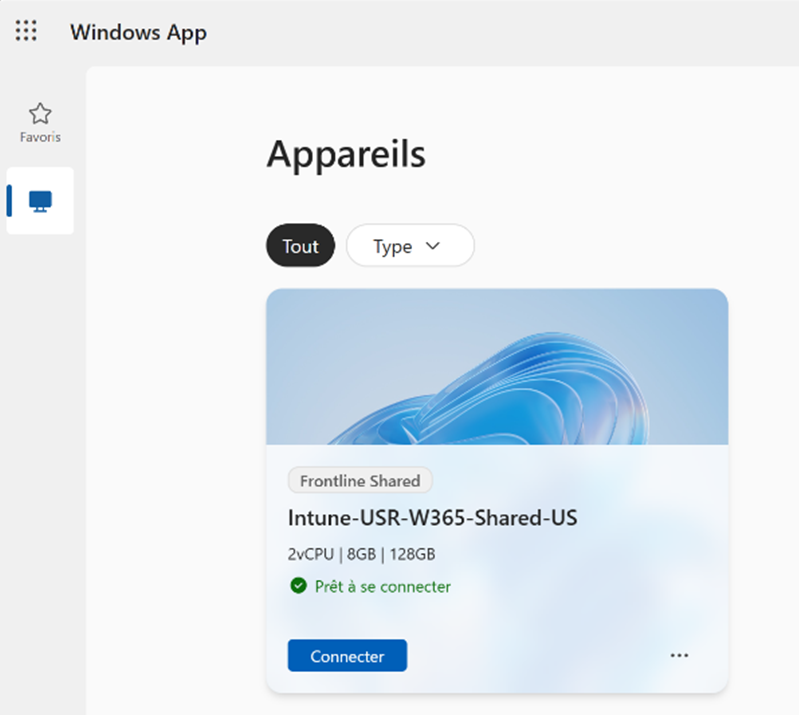 Windows App
Favoris
Appareils
Tout
Type
Frontline Shared
Intune-USR-W365-Shared-US
2vCPU | 8GB | 128GB
Prêt à se connecter
Connecter